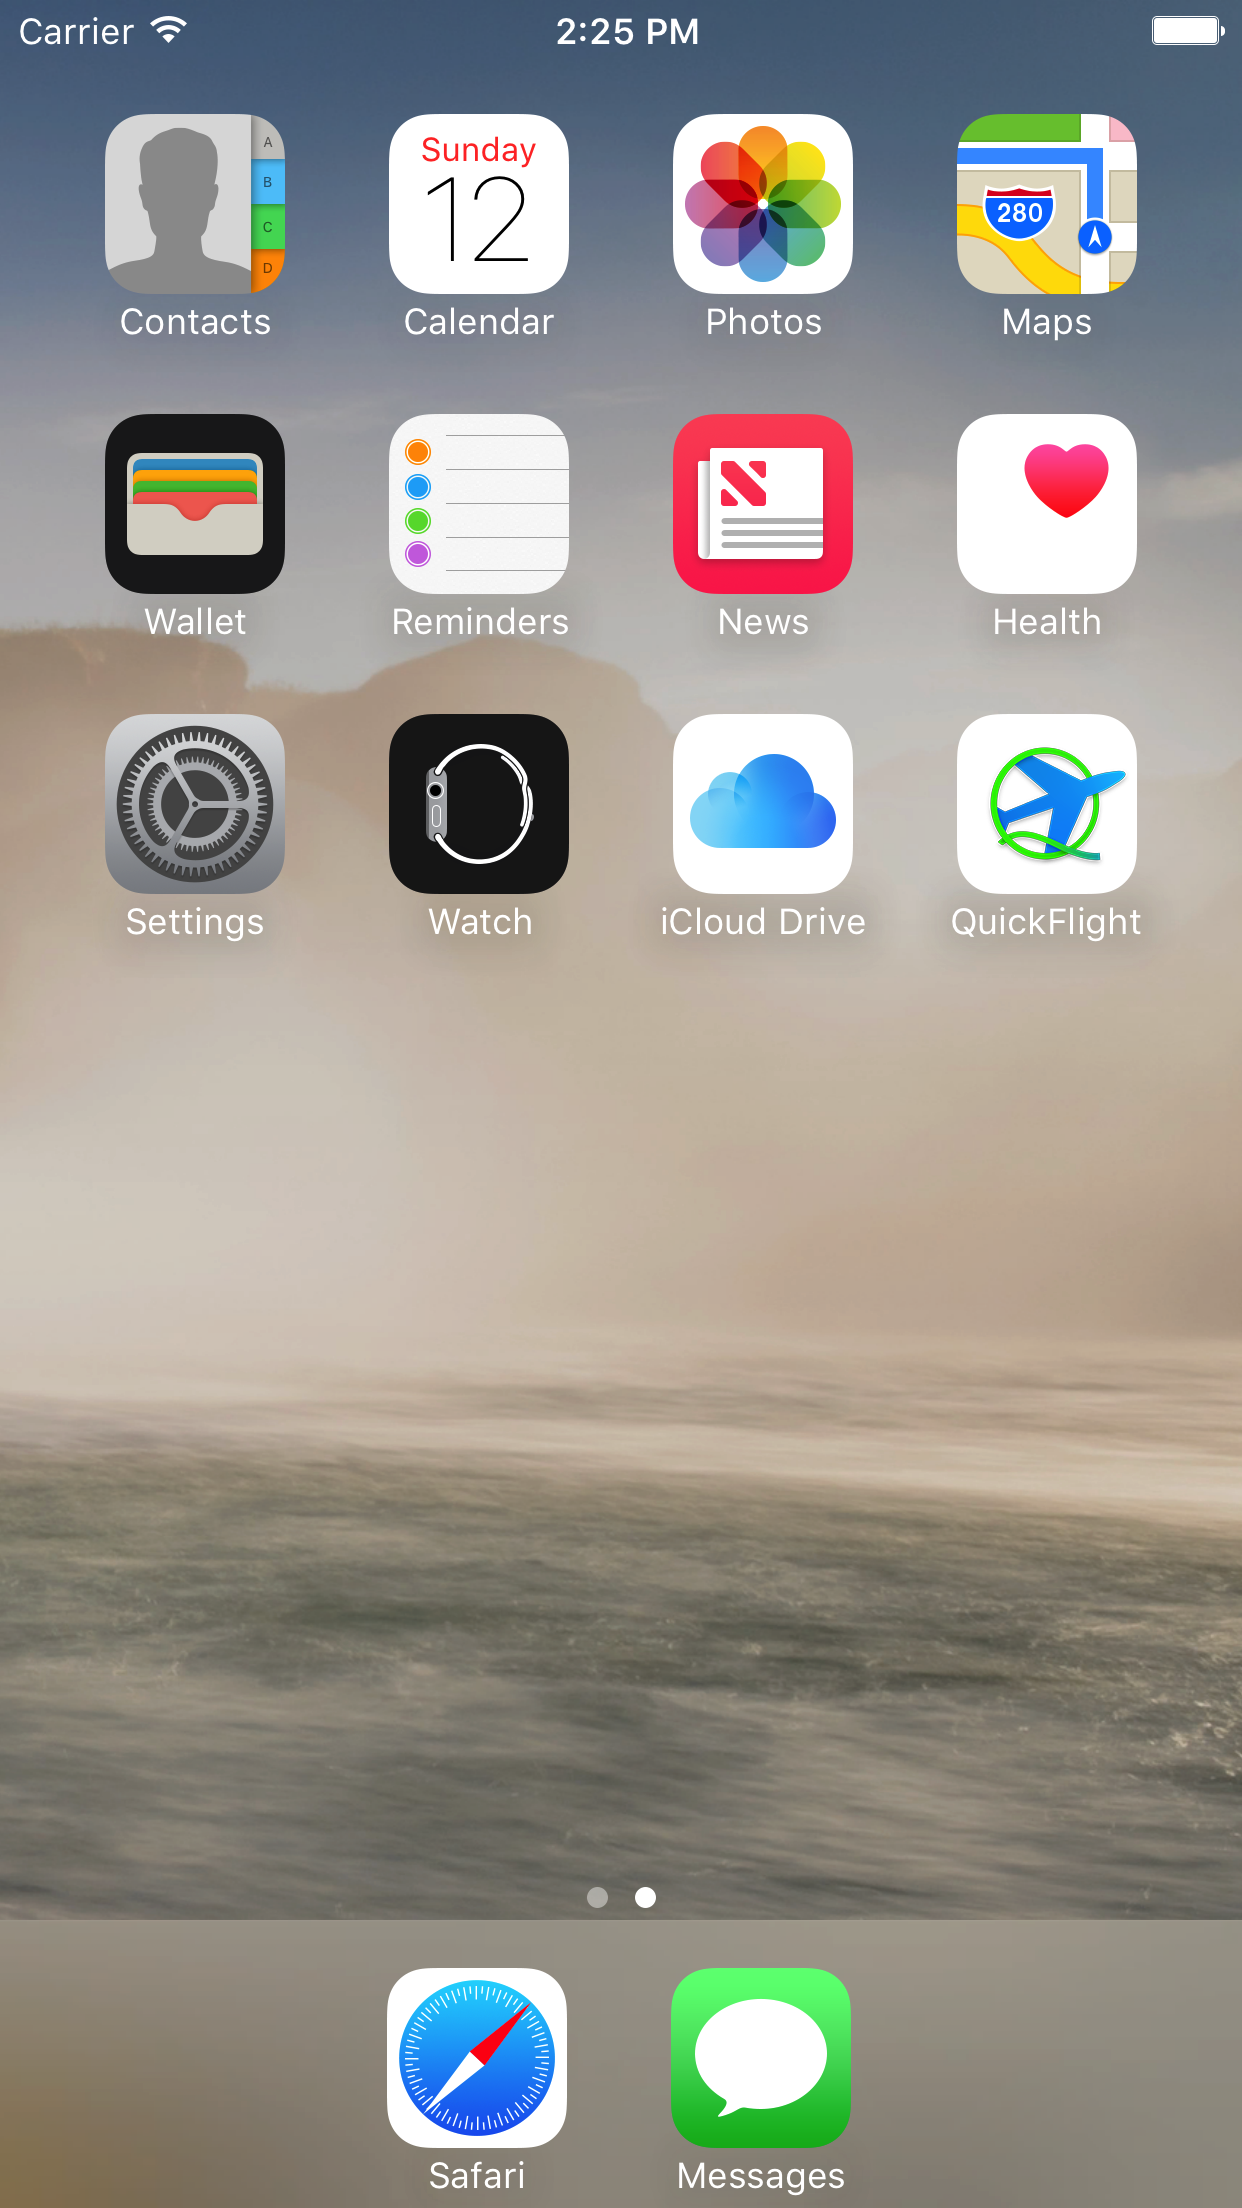 Carrier 2:25 PM
A
B
C
D
Sunday
12
280
Contacts Calendar Photos Maps
Wallet Reminders News Health
Settings Watch iCloud Drive QuickFlight
Safari Messages